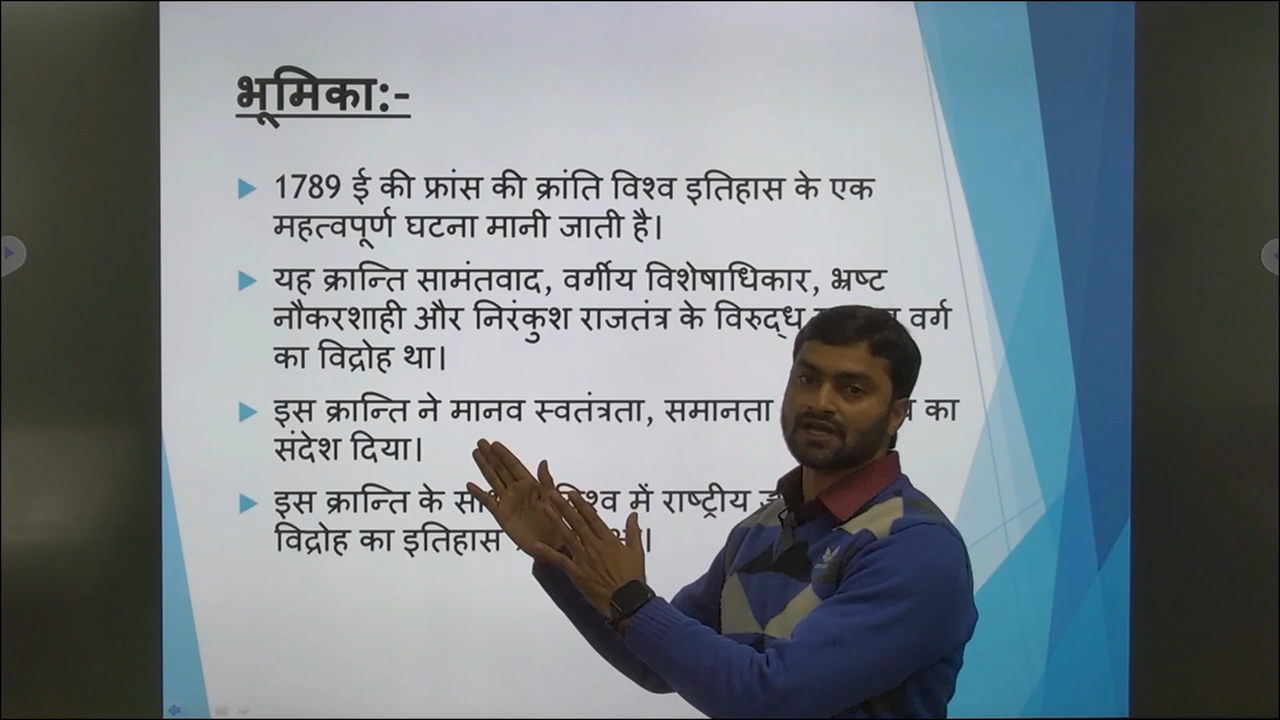 भूमिका:-
1789 ई की फ्रांस की क्रांति विश्व इतिहास के एक
महत्वपूर्ण घटना मानी जाती है।
यह क्रान्ति सामंतवाद, वर्गीय विशेषाधिकार, भ्रष्ट
नौकरशाही और निरंकुश राजतंत्र के विरुद्ध वर्ग
का विद्रोह था।
इस क्रान्ति ने मानव स्वतंत्रता, समानता का
संदेश दिया।
इस क्रान्ति के में राष्ट्रीय
विद्रोह का इतिहास